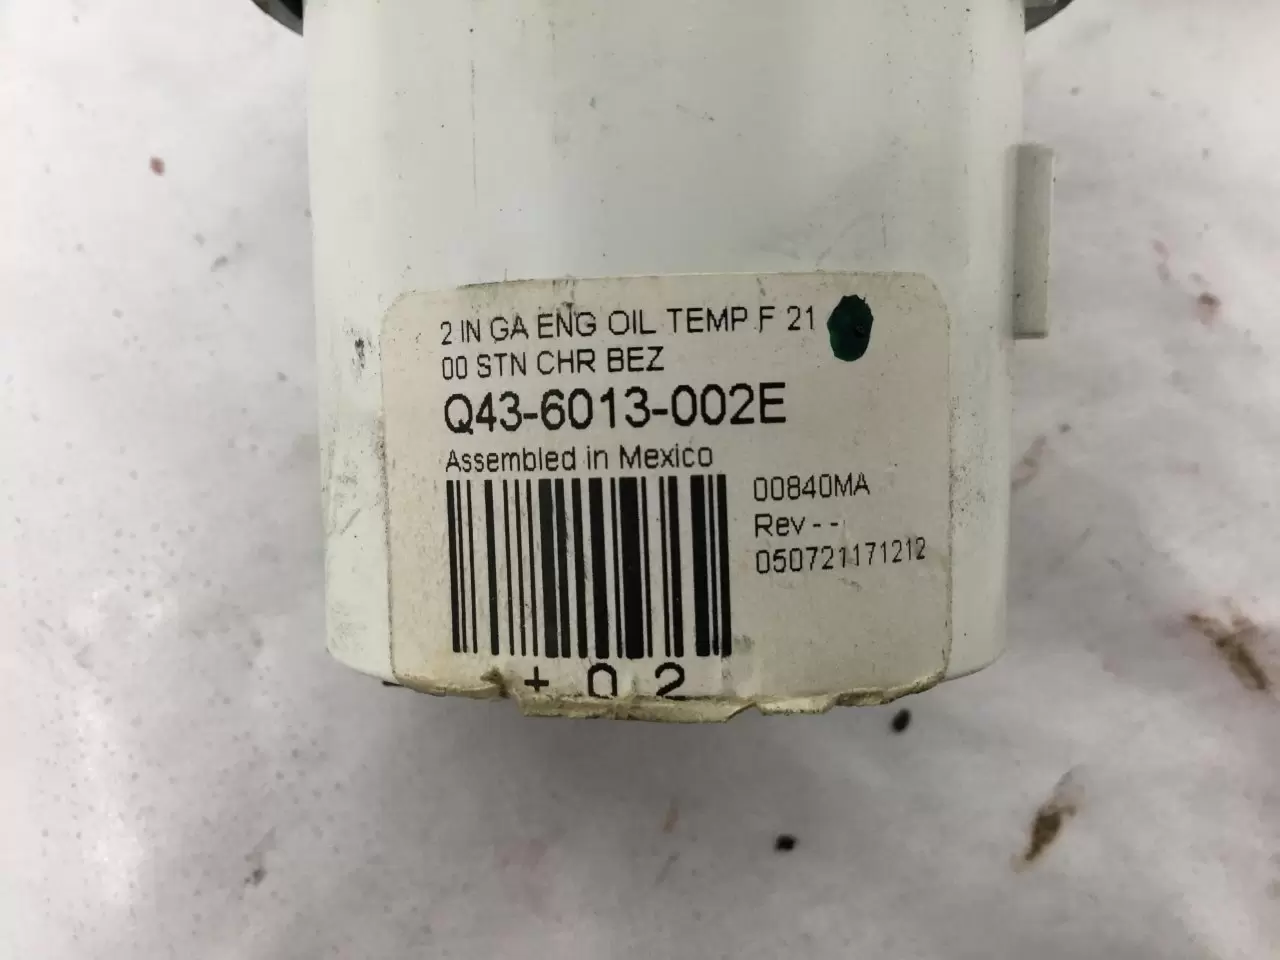 2 IN GA ENG OIL TEMP F 21
00 STN CHR BEZ
Q43-6013-002E
Assembled in Mexico
00840MA
Rev - -
050721171212
+ 0 2